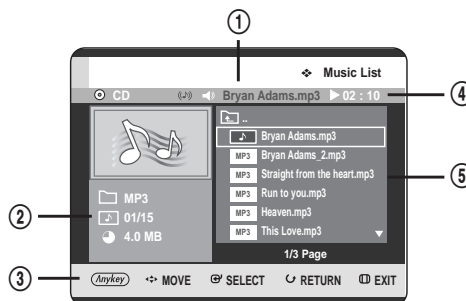 ①
❖ Music List
CD Bryan Adams.mp3 ▶ 02 : 10
④
..
Bryan Adams.mp3
MP3 Bryan Adams_2.mp3
MP3 Straight from the heart.mp3
⑤
MP3
MP3 Run to you.mp3
②
01/15
MP3 Heaven.mp3
4.0 MB
MP3 This Love.mp3 ▼
1/3 Page
③
Anykey MOVE SELECT RETURN EXIT